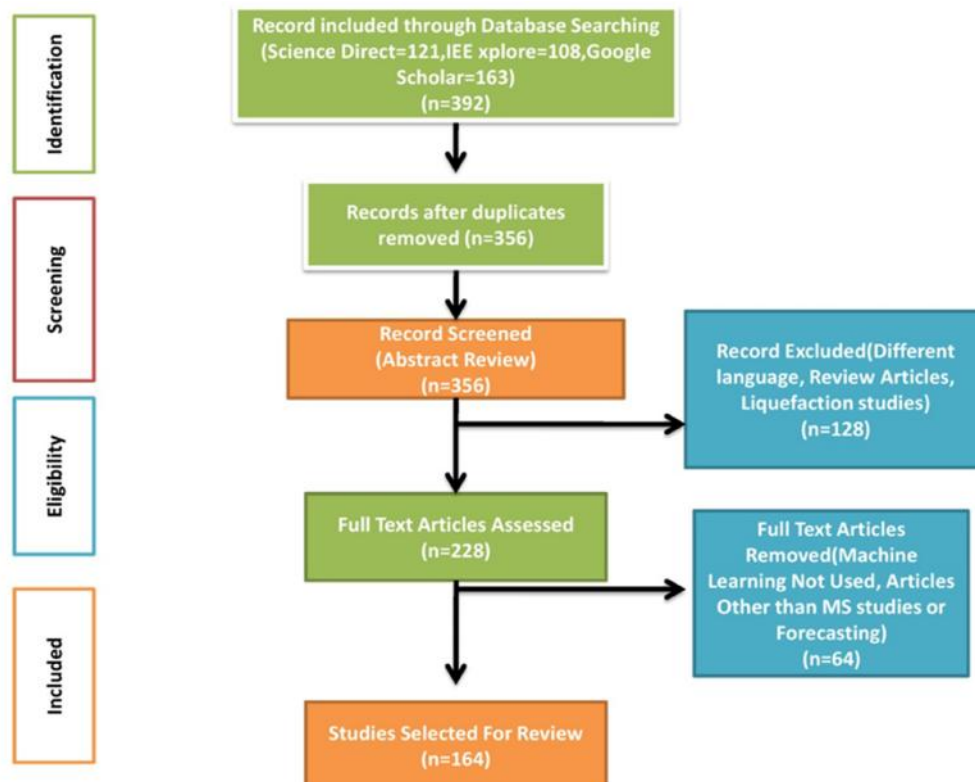 Identification
Record included through Database Searching
(Science Direct=121,IEE xplore=108,Google
Scholar=163)
(n=392)
Screening
Records after duplicates
removed (n=356)
Record Screened
(Abstract Review)
(n=356)
Record Excluded(Different
language, Review Articles,
Liquefaction studies)
(n=128)
Eligibility
Full Text Articles Assessed
(n=228)
Full Text Articles
Removed(Machine
Learning Not Used, Articles
Other than MS studies or
Forecasting)
(n=64)
Included
Studies Selected For Review
(n=164)